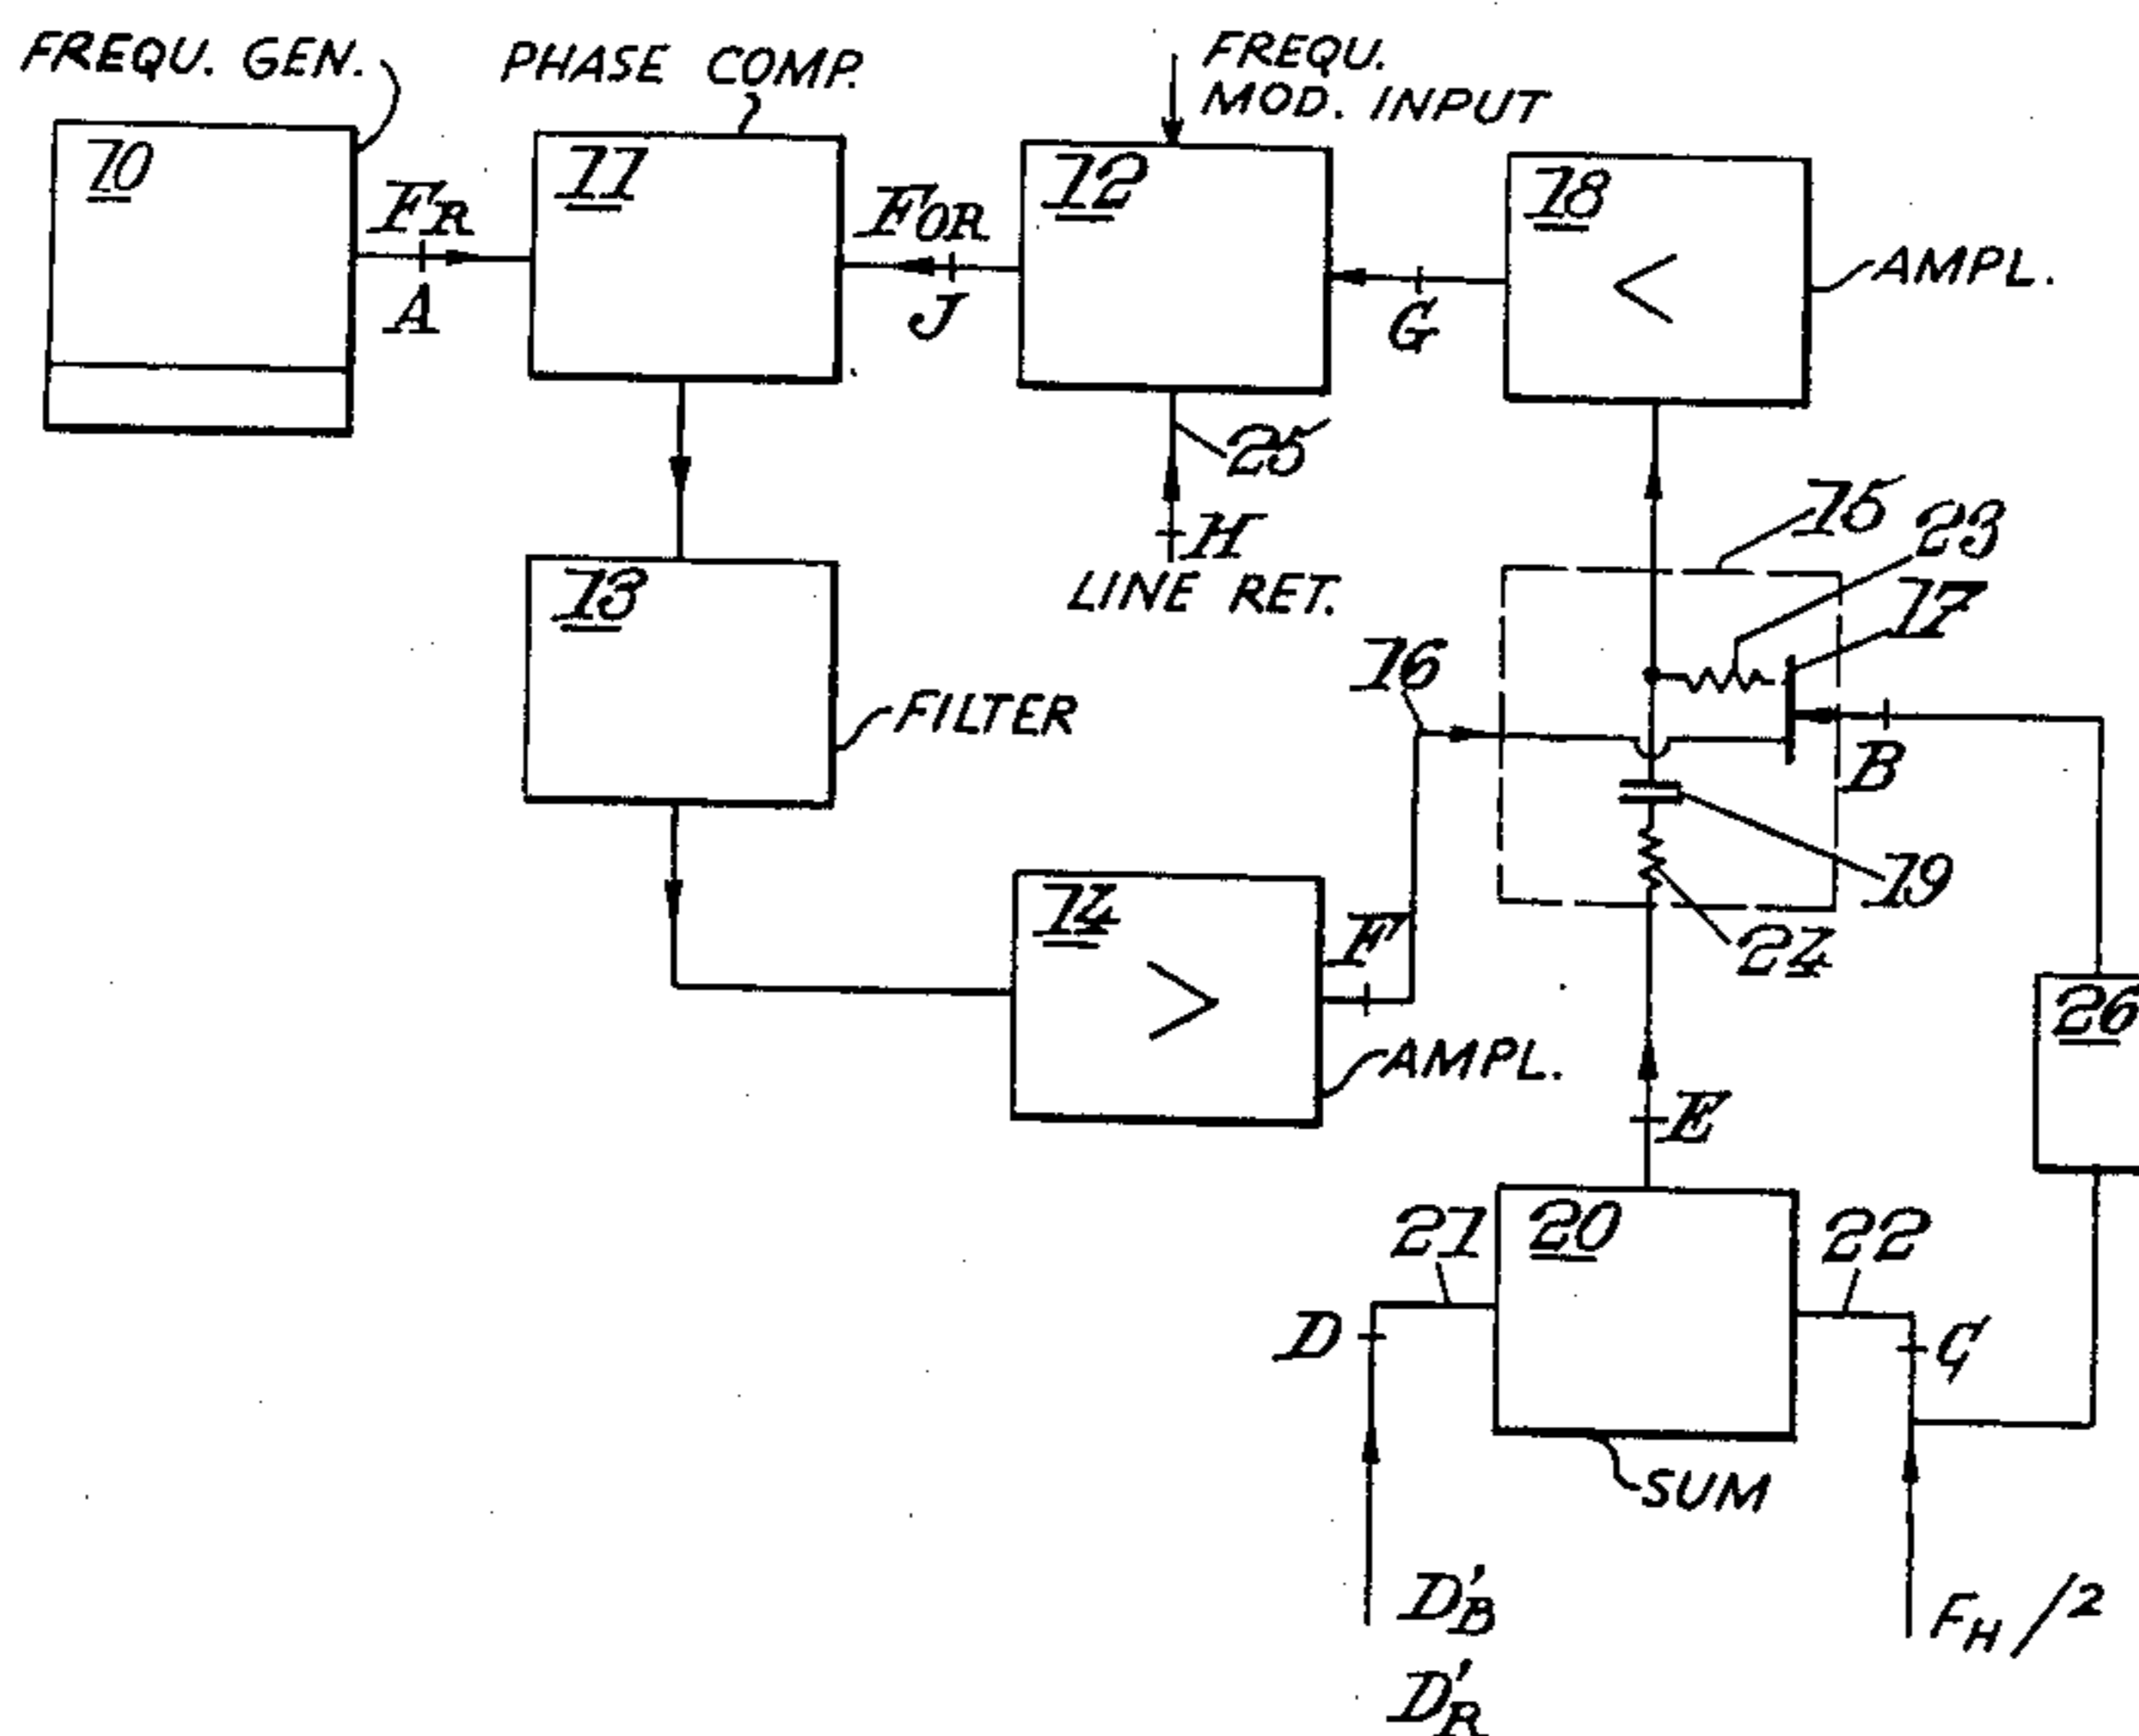 FREQU. GEN.
PHASE COMP.
FREQU.
MOD. INPUT
10
11
12
18
FR
FOR
A
J
G
AMPL.
25
H
LINE RET.
15
23
17
13
16
FILTER
B
19
14
F
24
26
AMPL.
E
21
20
22
D
C
SUM
D'B
FH/2
D'R